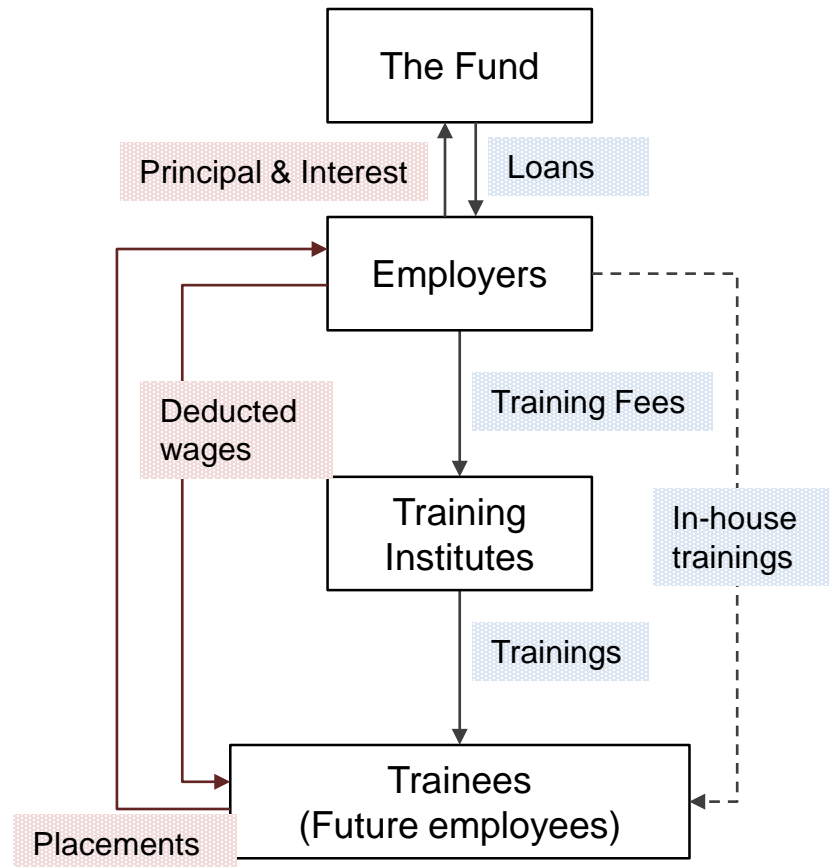 The Fund
Principal & Interest
Loans
Employers
Deducted
wages
Training Fees
Training
Institutes
In-house
trainings
Trainings
Trainees
(Future employees)
Placements